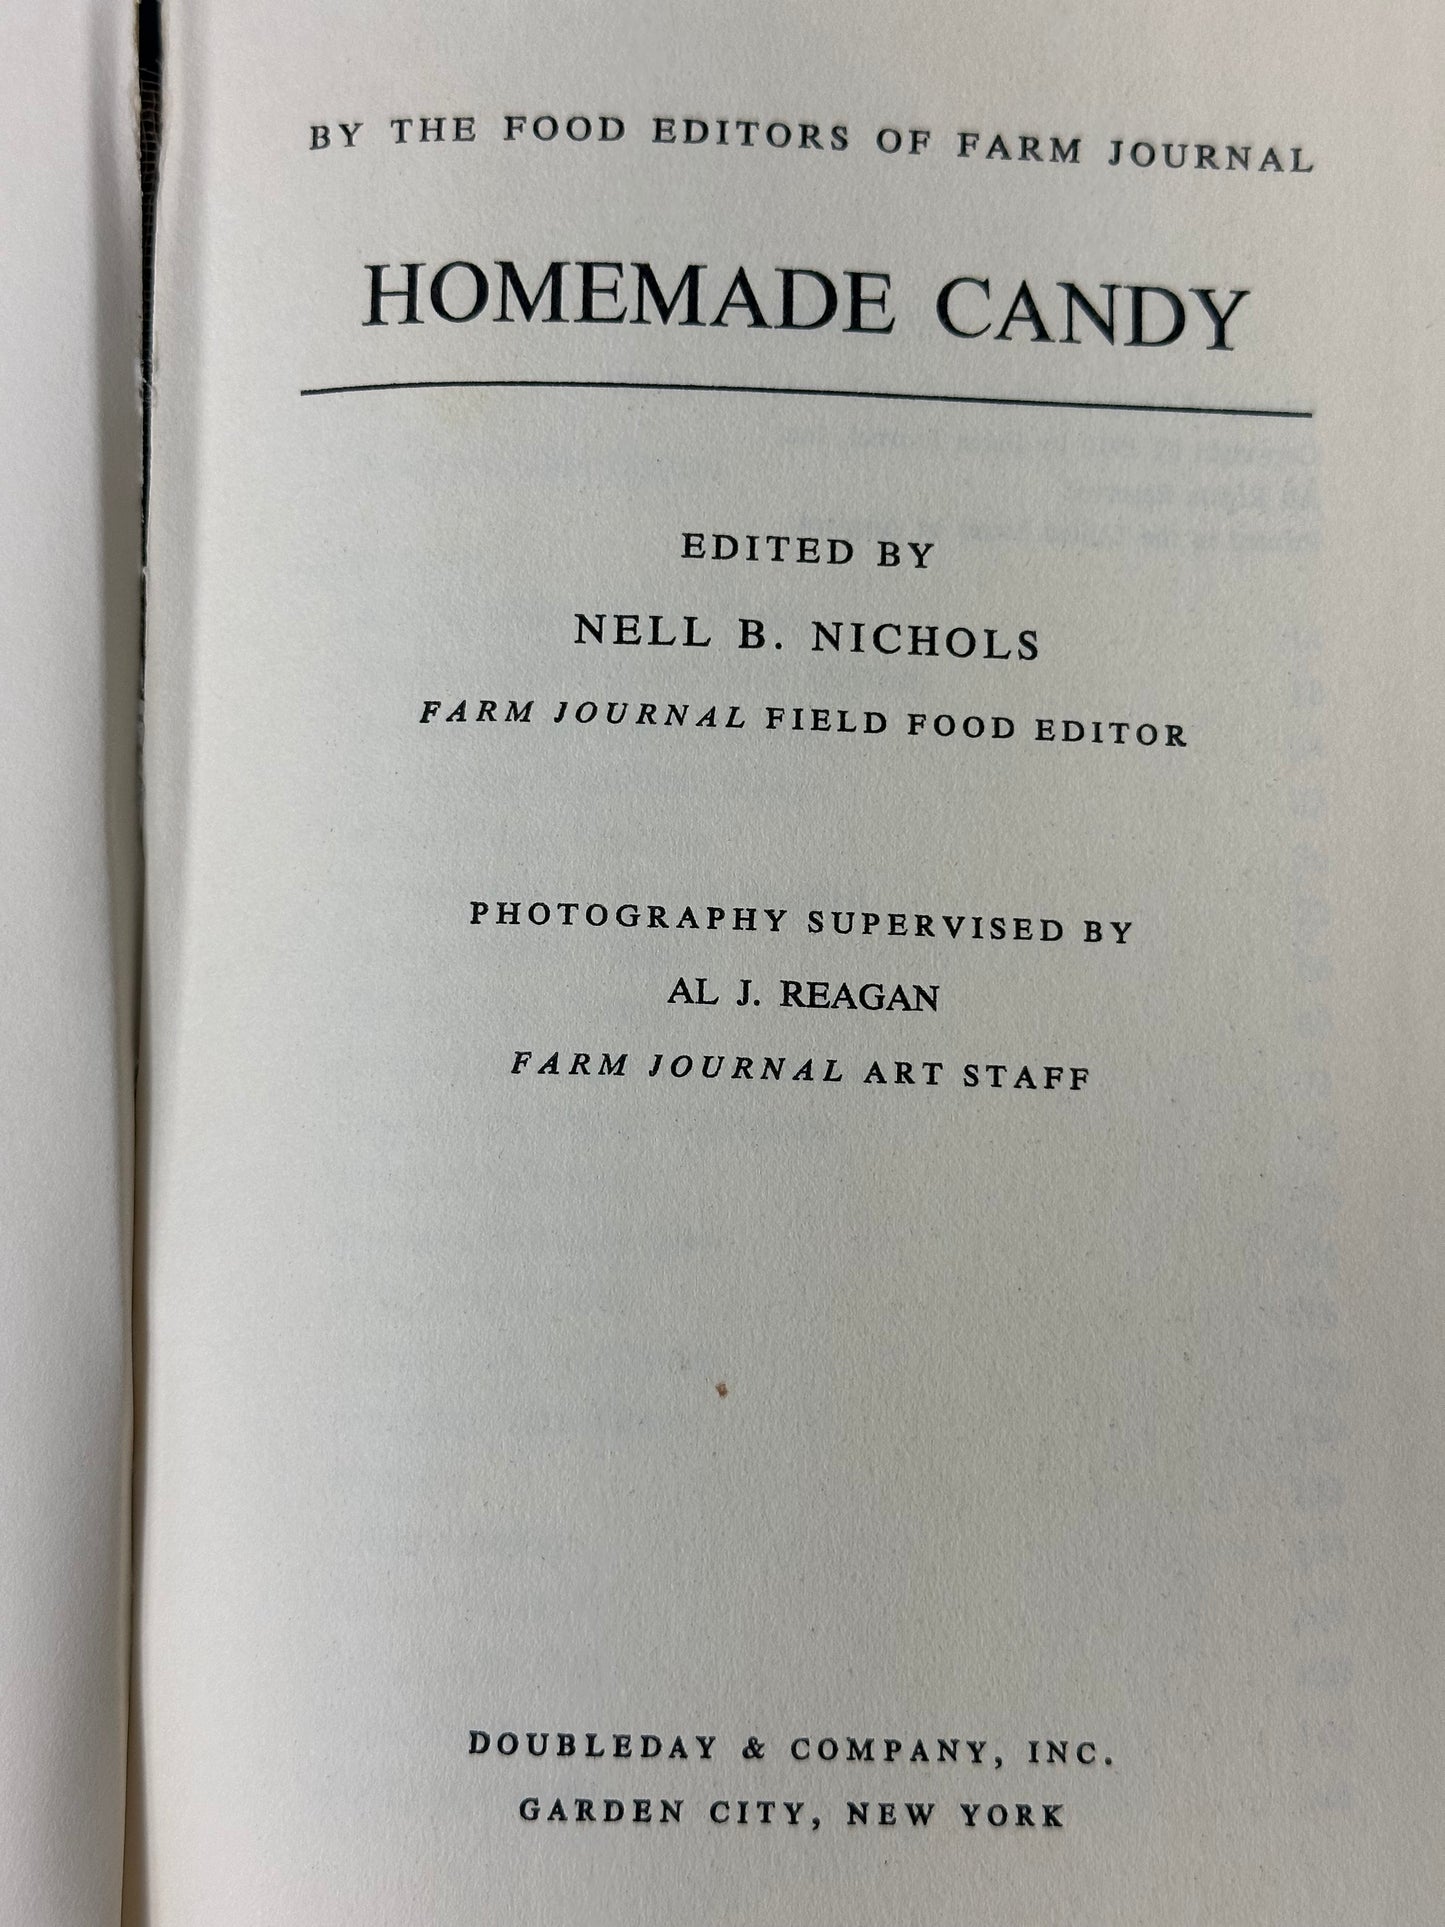 BY THE FOOD EDITORS OF FARM JOURNAL
HOMEMADE CANDY
EDITED BY
NELL B. NICHOLS
FARM JOURNAL FIELD FOOD EDITOR
PHOTOGRAPHY SUPERVISED BY
AL J. REAGAN
FARM JOURNAL ART STAFF
DOUBLEDAY & COMPANY, INC.
GARDEN CITY, NEW YORK